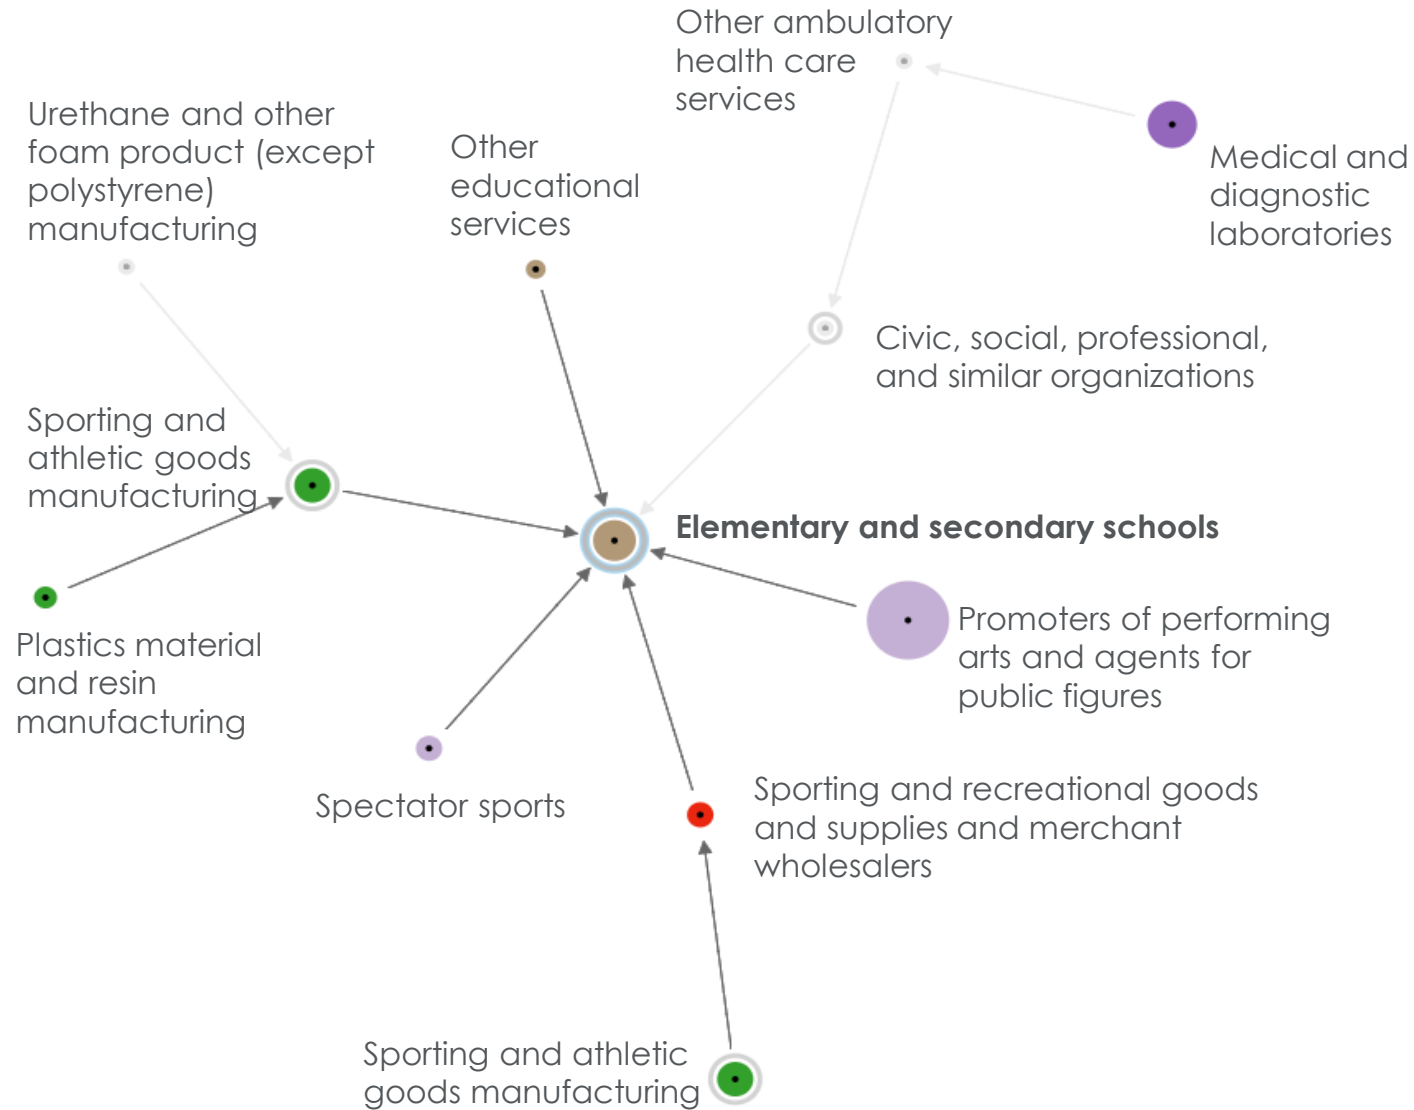 Other ambulatory
health care
services
Urethane and other
foam product (except
polystyrene)
manufacturing
Other
educational
services
Medical and
diagnostic
laboratories
Civic, social, professional,
and similar organizations
Sporting and
athletic goods
manufacturing
Elementary and secondary schools
Plastics material
and resin
manufacturing
Promoters of performing
arts and agents for
public figures
Spectator sports
Sporting and recreational goods
and supplies and merchant
wholesalers
Sporting and athletic
goods manufacturing